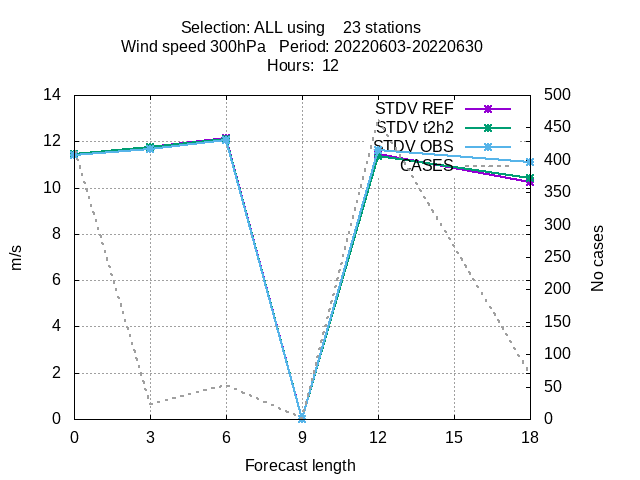 Selection: ALL using    23 stations
Wind speed 300hPa   Period: 20220603-20220630
Hours:  12
14
12
10
8
6
4
2
0
m/s
STDV REF
STDV t2h2
STDV OBS
CASES
500
450
400
350
300
250
200
150
100
50
0
No cases
0 3 6 9 12 15 18
Forecast length